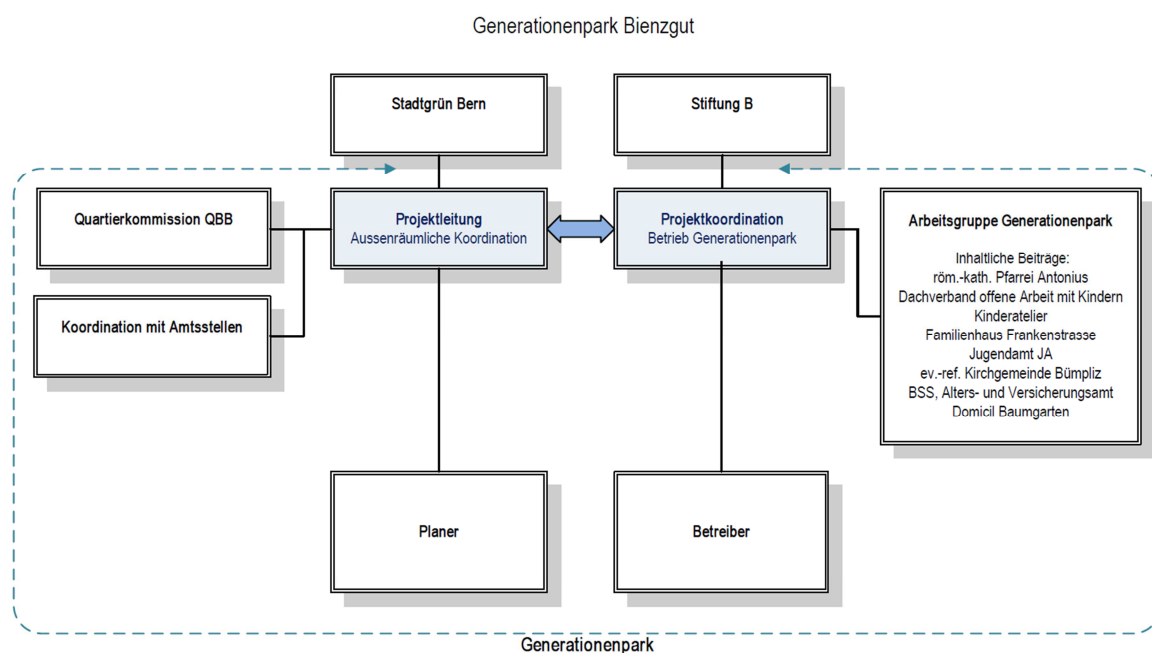 Generationenpark Bienzgut
Stadtgrün Bern
Stiftung B
Quartierkommission QBB
Projektleitung
Aussenräumliche Koordination
Projektkoordination
Betrieb Generationenpark
Koordination mit Amtsstellen
Arbeitsgruppe Generationenpark
Inhaltliche Beiträge:
röm.-kath. Pfarrei Antonius
Dachverband offene Arbeit mit Kindern
Kinderatelier
Familienhaus Frankenstrasse
Jugendamt JA
ev.-ref. Kirchgemeinde Bümpliz
BSS, Alters- und Versicherungsamt
Domicil Baumgarten
Planer
Betreiber
Generationenpark